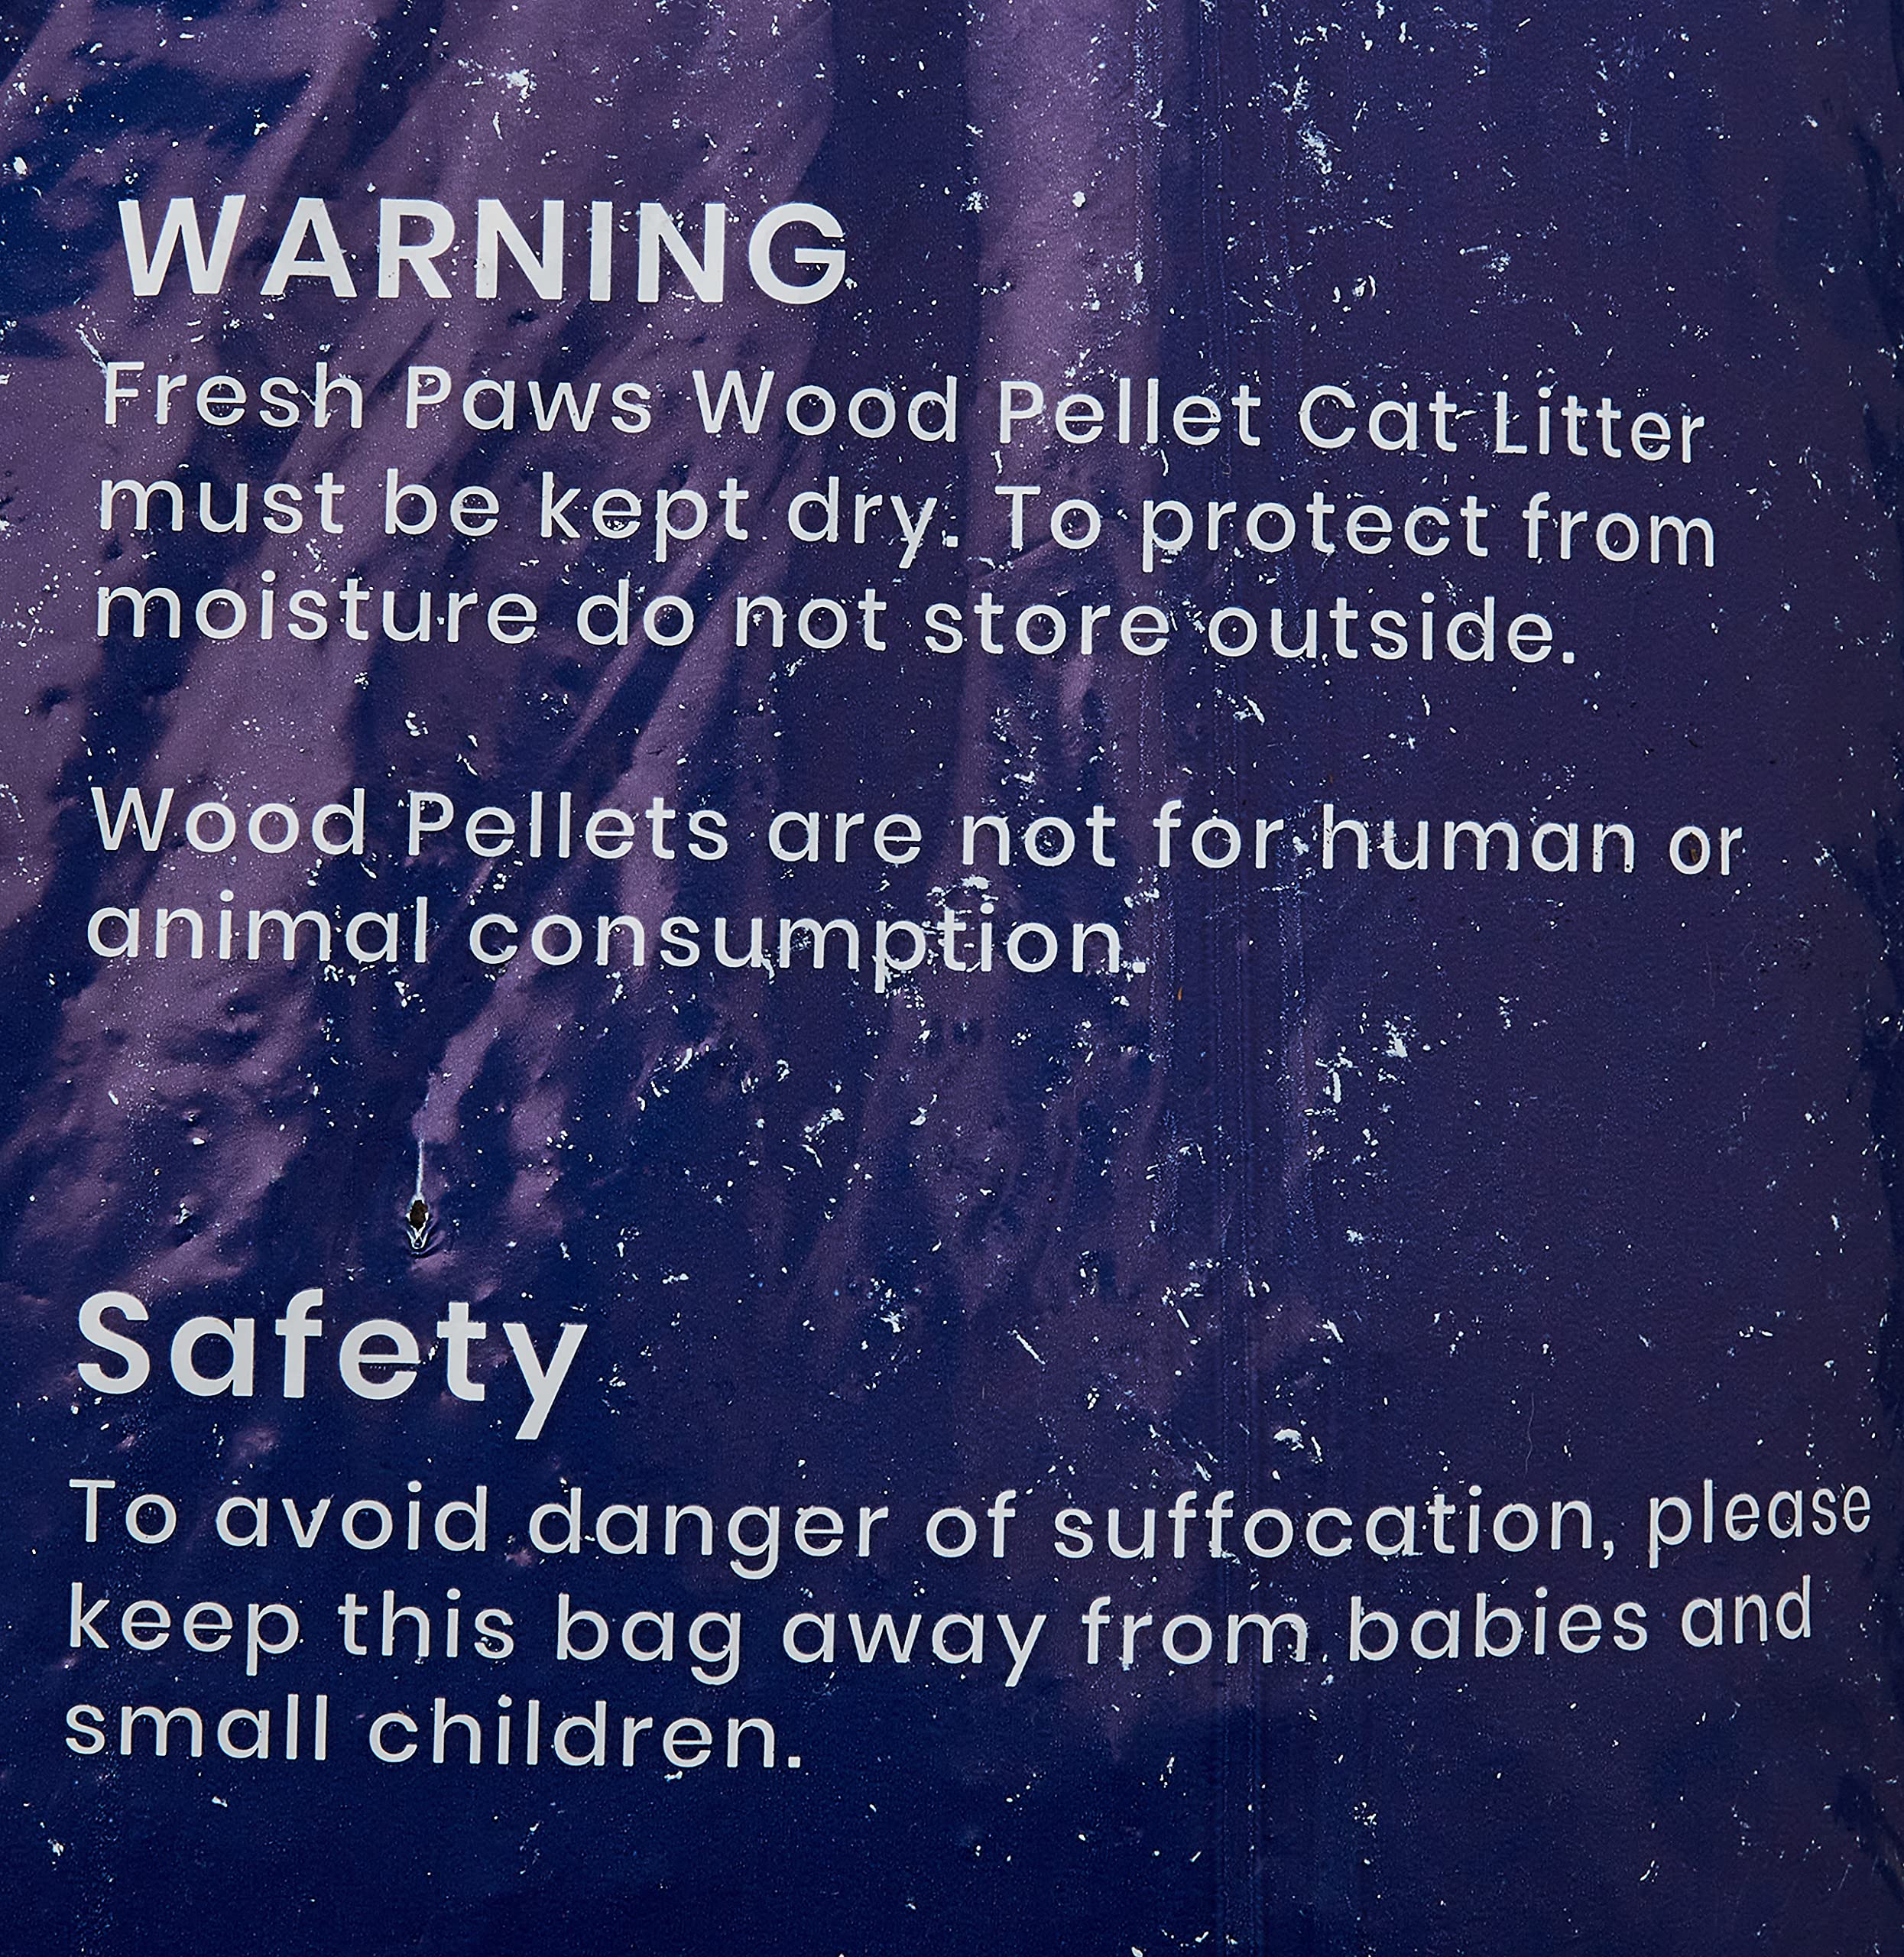 WARNING
Fresh Paws Wood Pellet Cat Litter
must be kept dry. To protect from
moisture do not store outside.
Wood Pellets are not for human or
animal consumption.
Safety
To avoid danger of suffocation, please
keep this bag away from babies and
small children.